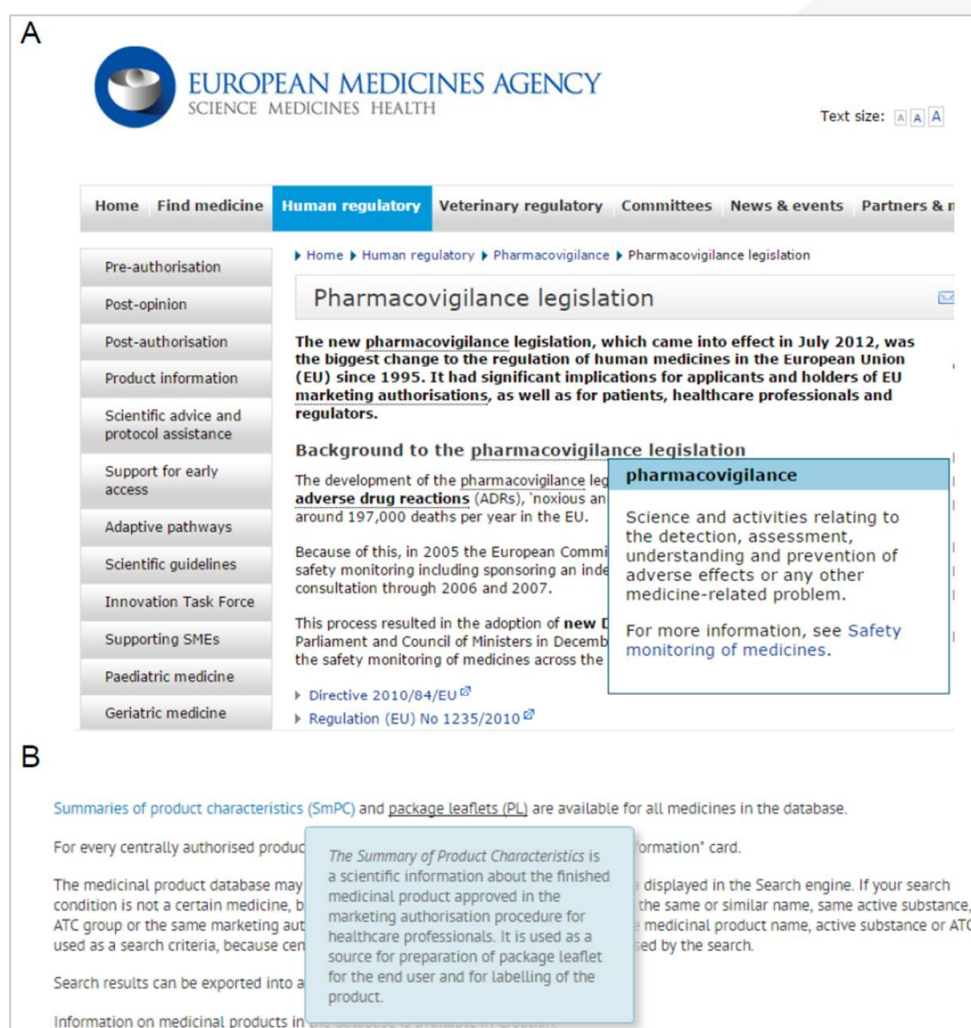 A
EUROPEAN MEDICINES AGENCY
SCIENCE MEDICINES HEALTH
Text size: A A A
Home Find medicine Human regulatory Veterinary regulatory Committees News & events Partners &
Pre-authorisation
Post-opinion
Post-authorisation
Product information
Scientific advice and
protocol assistance
Support for early
access
Adaptive pathways
Scientific guidelines
Innovation Task Force
Supporting SMEs
Paediatric medicine
Geriatric medicine
Home Human regulatory Pharmacovigilance Pharmacovigilance legislation
Pharmacovigilance legislation
The new pharmacovigilance legislation, which came into effect in July 2012, was
the biggest change to the regulation of human medicines in the European Union
(EU) since 1995. It had significant implications for applicants and holders of EU
marketing authorisations, as well as for patients, healthcare professionals and
regulators.
Background to the pharmacovigilance legislation
The development of the pharmacovigilance leg
adverse drug reactions (ADRs), 'noxious an
around 197,000 deaths per year in the EU.
Because of this, in 2005 the European Commi
safety monitoring including sponsoring an inde
consultation through 2006 and 2007.
This process resulted in the adoption of new D
Parliament and Council of Ministers in Decemb
the safety monitoring of medicines across the
Directive 2010/84/EU
Regulation (EU) No 1235/2010
pharmacovigilance
Science and activities relating to
the detection, assessment,
understanding and prevention of
adverse effects or any other
medicine-related problem.
For more information, see Safety
monitoring of medicines.
B
Summaries of product characteristics (SmPC) and package leaflets (PL) are available for all medicines in the database.
For every centrally authorised produc ormation" card.
The medicinal product database may displayed in the Search engine. If your search
condition is not a certain medicine, b the same or similar name, same active substance,
ATC group or the same marketing aut medicinal product name, active substance or ATC
used as a search criteria, because cen sed by the search.
Search results can be exported into a
Information on medicinal products in
The Summary of Product Characteristics is
a scientific information about the finished
medicinal product approved in the
marketing authorisation procedure for
healthcare professionals. It is used as a
source for preparation of package leaflet
for the end user and for labelling of the
product.